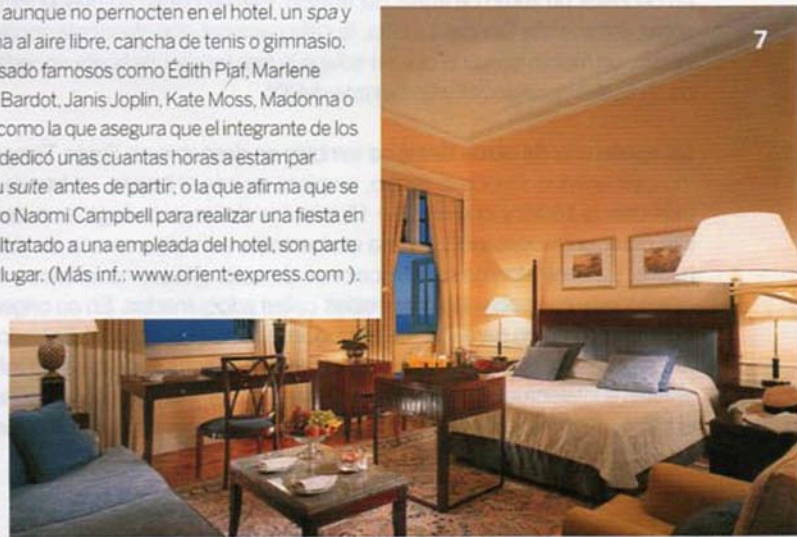 aunque no pernocten en el hotel, un spa y
na al aire libre, cancha de tenis o gimnasio.
sado famosos como Édith Piaf, Marlene
Bardot, Janis Joplin, Kate Moss, Madonna o
como la que asegura que el integrante de los
dedicó unas cuantas horas a estampar
u suite antes de partir; o la que afirma que se
o Naomi Campbell para realizar una fiesta en
ltratado a una empleada del hotel, son parte
lugar. (Más inf.: www.orient-express.com ).
7